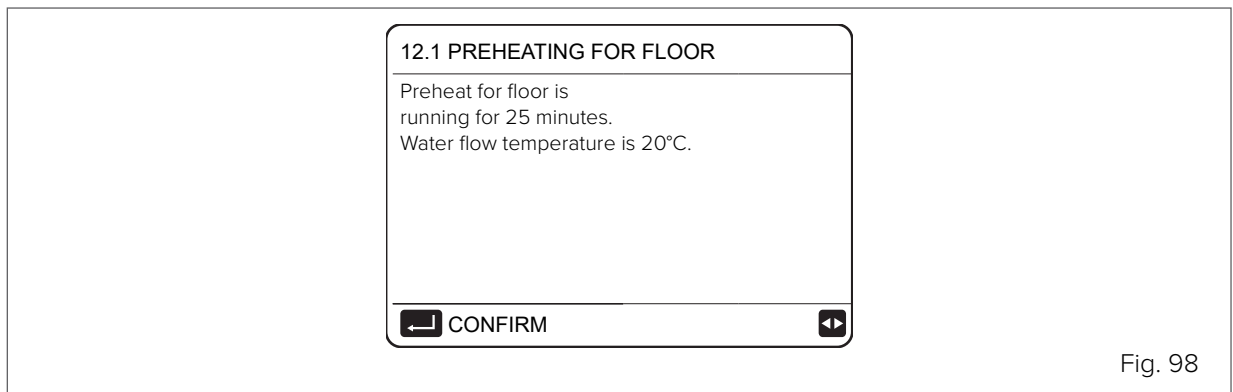 12.1 PREHEATING FOR FLOOR
Preheat for floor is
running for 25 minutes.
Water flow temperature is 20°C.
CONFIRM
Fig. 98